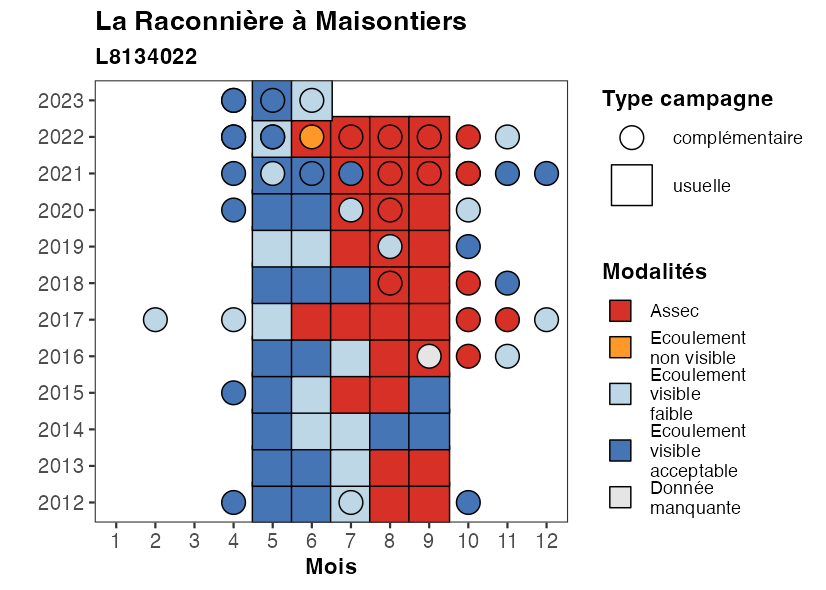 La Raconnière à Maisontiers
L8134022
2023
2022
2021
2020
2019
2018
2017
2016
2015
2014
2013
2012
1 2 3 4 5 6 7 8 9 10 11 12
Mois
Type campagne
complémentaire
usuelle
Modalités
Assec
Ecoulement
non visible
Ecoulement
visible
faible
Ecoulement
visible
acceptable
Donnée
manquante